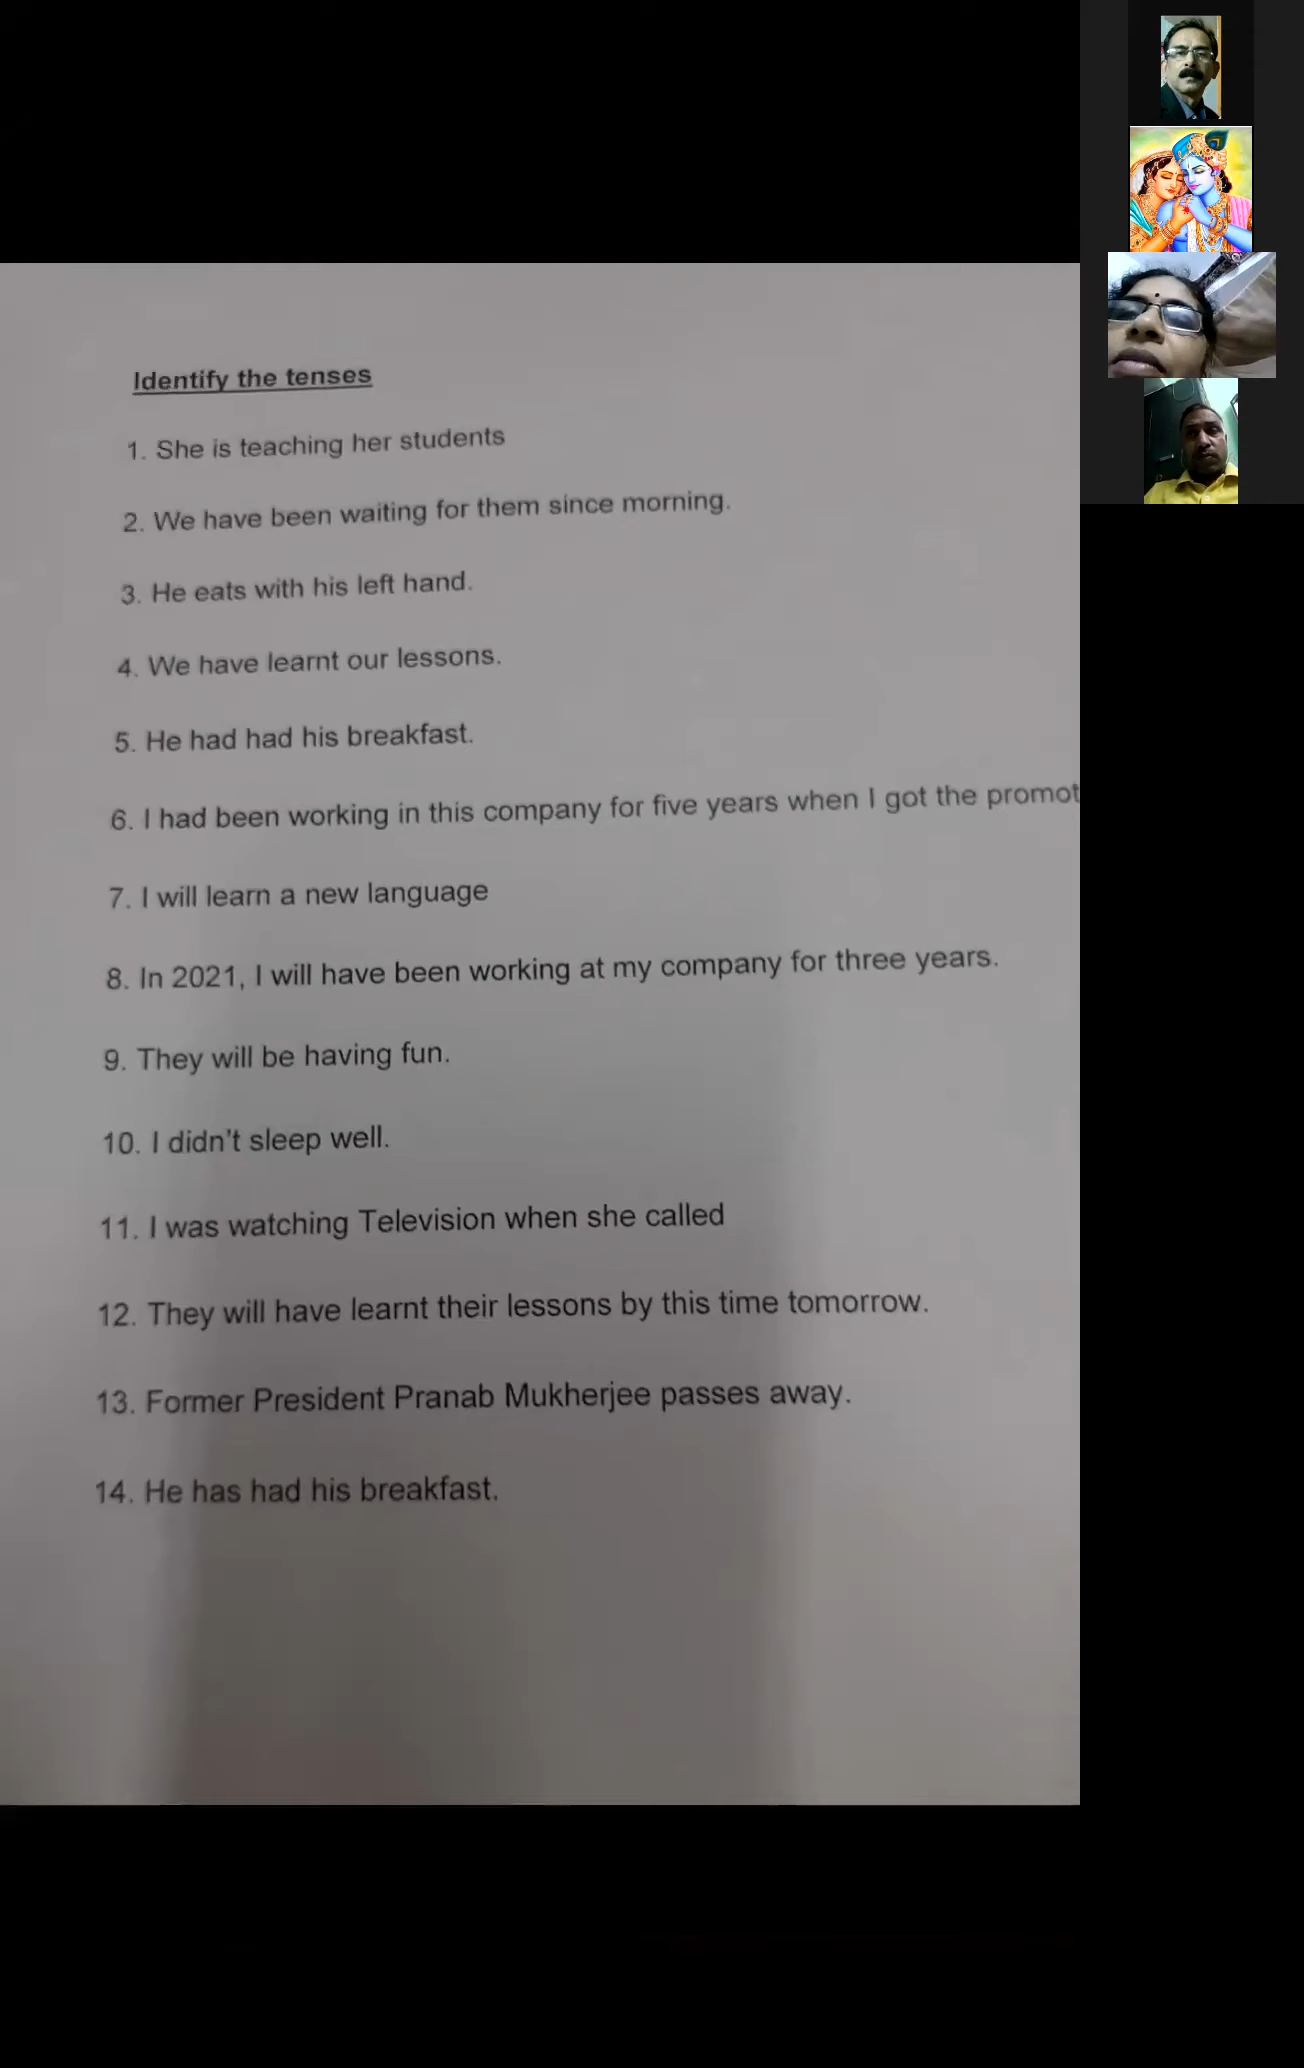 Identify the tenses
1. She is teaching her students
2. We have been waiting for them since morning.
3. He eats with his left hand.
4. We have learnt our lessons.
5. He had had his breakfast.
6. I had been working in this company for five years when I got the promot
7. I will learn a new language
8. In 2021, I will have been working at my company for three years.
9. They will be having fun.
10. I didn't sleep well.
11. I was watching Television when she called
12. They will have learnt their lessons by this time tomorrow.
13. Former President Pranab Mukherjee passes away.
14. He has had his breakfast.